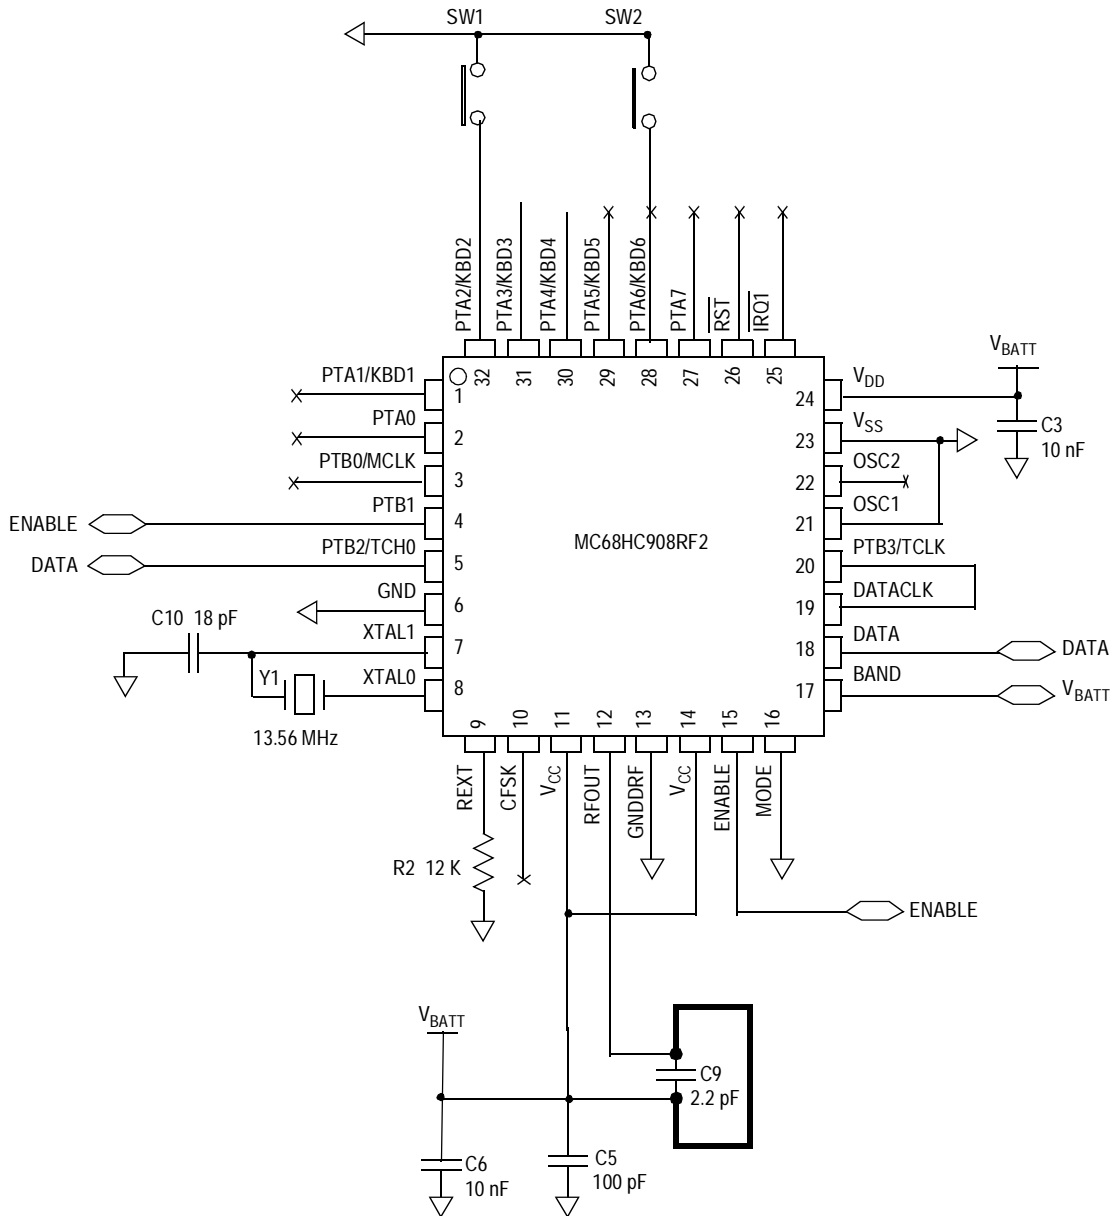 SW1
SW2
PTA2/KBD2
PTA3/KBD3
PTA4/KBD4
PTA5/KBD5
PTA6/KBD6
PTA7
RST
IRQ1
32
31
30
29
28
27
26
25
VBATT
C3
10 nF
PTA1/KBD1
1
PTA0
2
PTB0/MCLK
3
ENABLE
PTB1
4
DATA
PTB2/TCH0
5
GND
6
C10 18 pF
XTAL1
7
Y1
XTAL0
8
13.56 MHz
MC68HC908RF2
24
VDD
23
VSS
22
OSC2
21
OSC1
20
PTB3/TCLK
19
DATACLK
18
DATA
DATA
17
BAND
VBATT
9
10
11
12
13
14
15
16
REXT
CFSK
VCC
RFOUT
GNDDRF
VCC
ENABLE
MODE
R2 12 K
ENABLE
VBATT
C9
2.2 pF
C6
10 nF
C5
100 pF